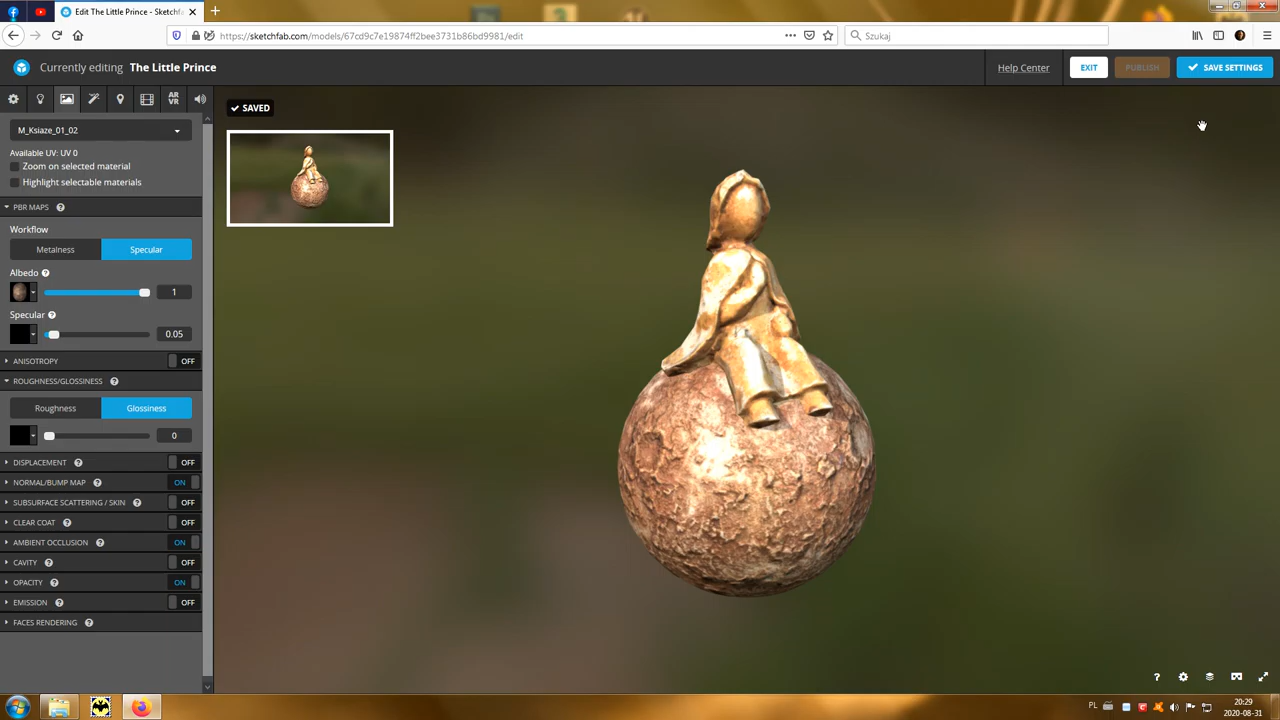 Edit The Little Prince - Sketchfa
https://sketchfab.com/models/67cd9c7e19874ff2bee3731b86bd9981/edit
Szukaj
Currently editing The Little Prince
Help Center
EXIT
PUBLISH
SAVE SETTINGS
AR
VR
SAVED
M_Ksiaze_01_02
Available UV: UV 0
Zoom on selected material
Highlight selectable materials
PBR MAPS ?
Workflow
Metalness Specular
Albedo ?
1
Specular ?
0.05
ANISOTROPY OFF
ROUGHNESS/GLOSSINESS ?
Roughness Glossiness
0
DISPLACEMENT ? OFF
NORMAL/BUMP MAP ? ON
SUBSURFACE SCATTERING / SKIN ? OFF
CLEAR COAT ? OFF
AMBIENT OCCLUSION ? ON
CAVITY ? OFF
OPACITY ? ON
EMISSION ? OFF
FACES RENDERING ?
?
PL
20:29
2020-08-31